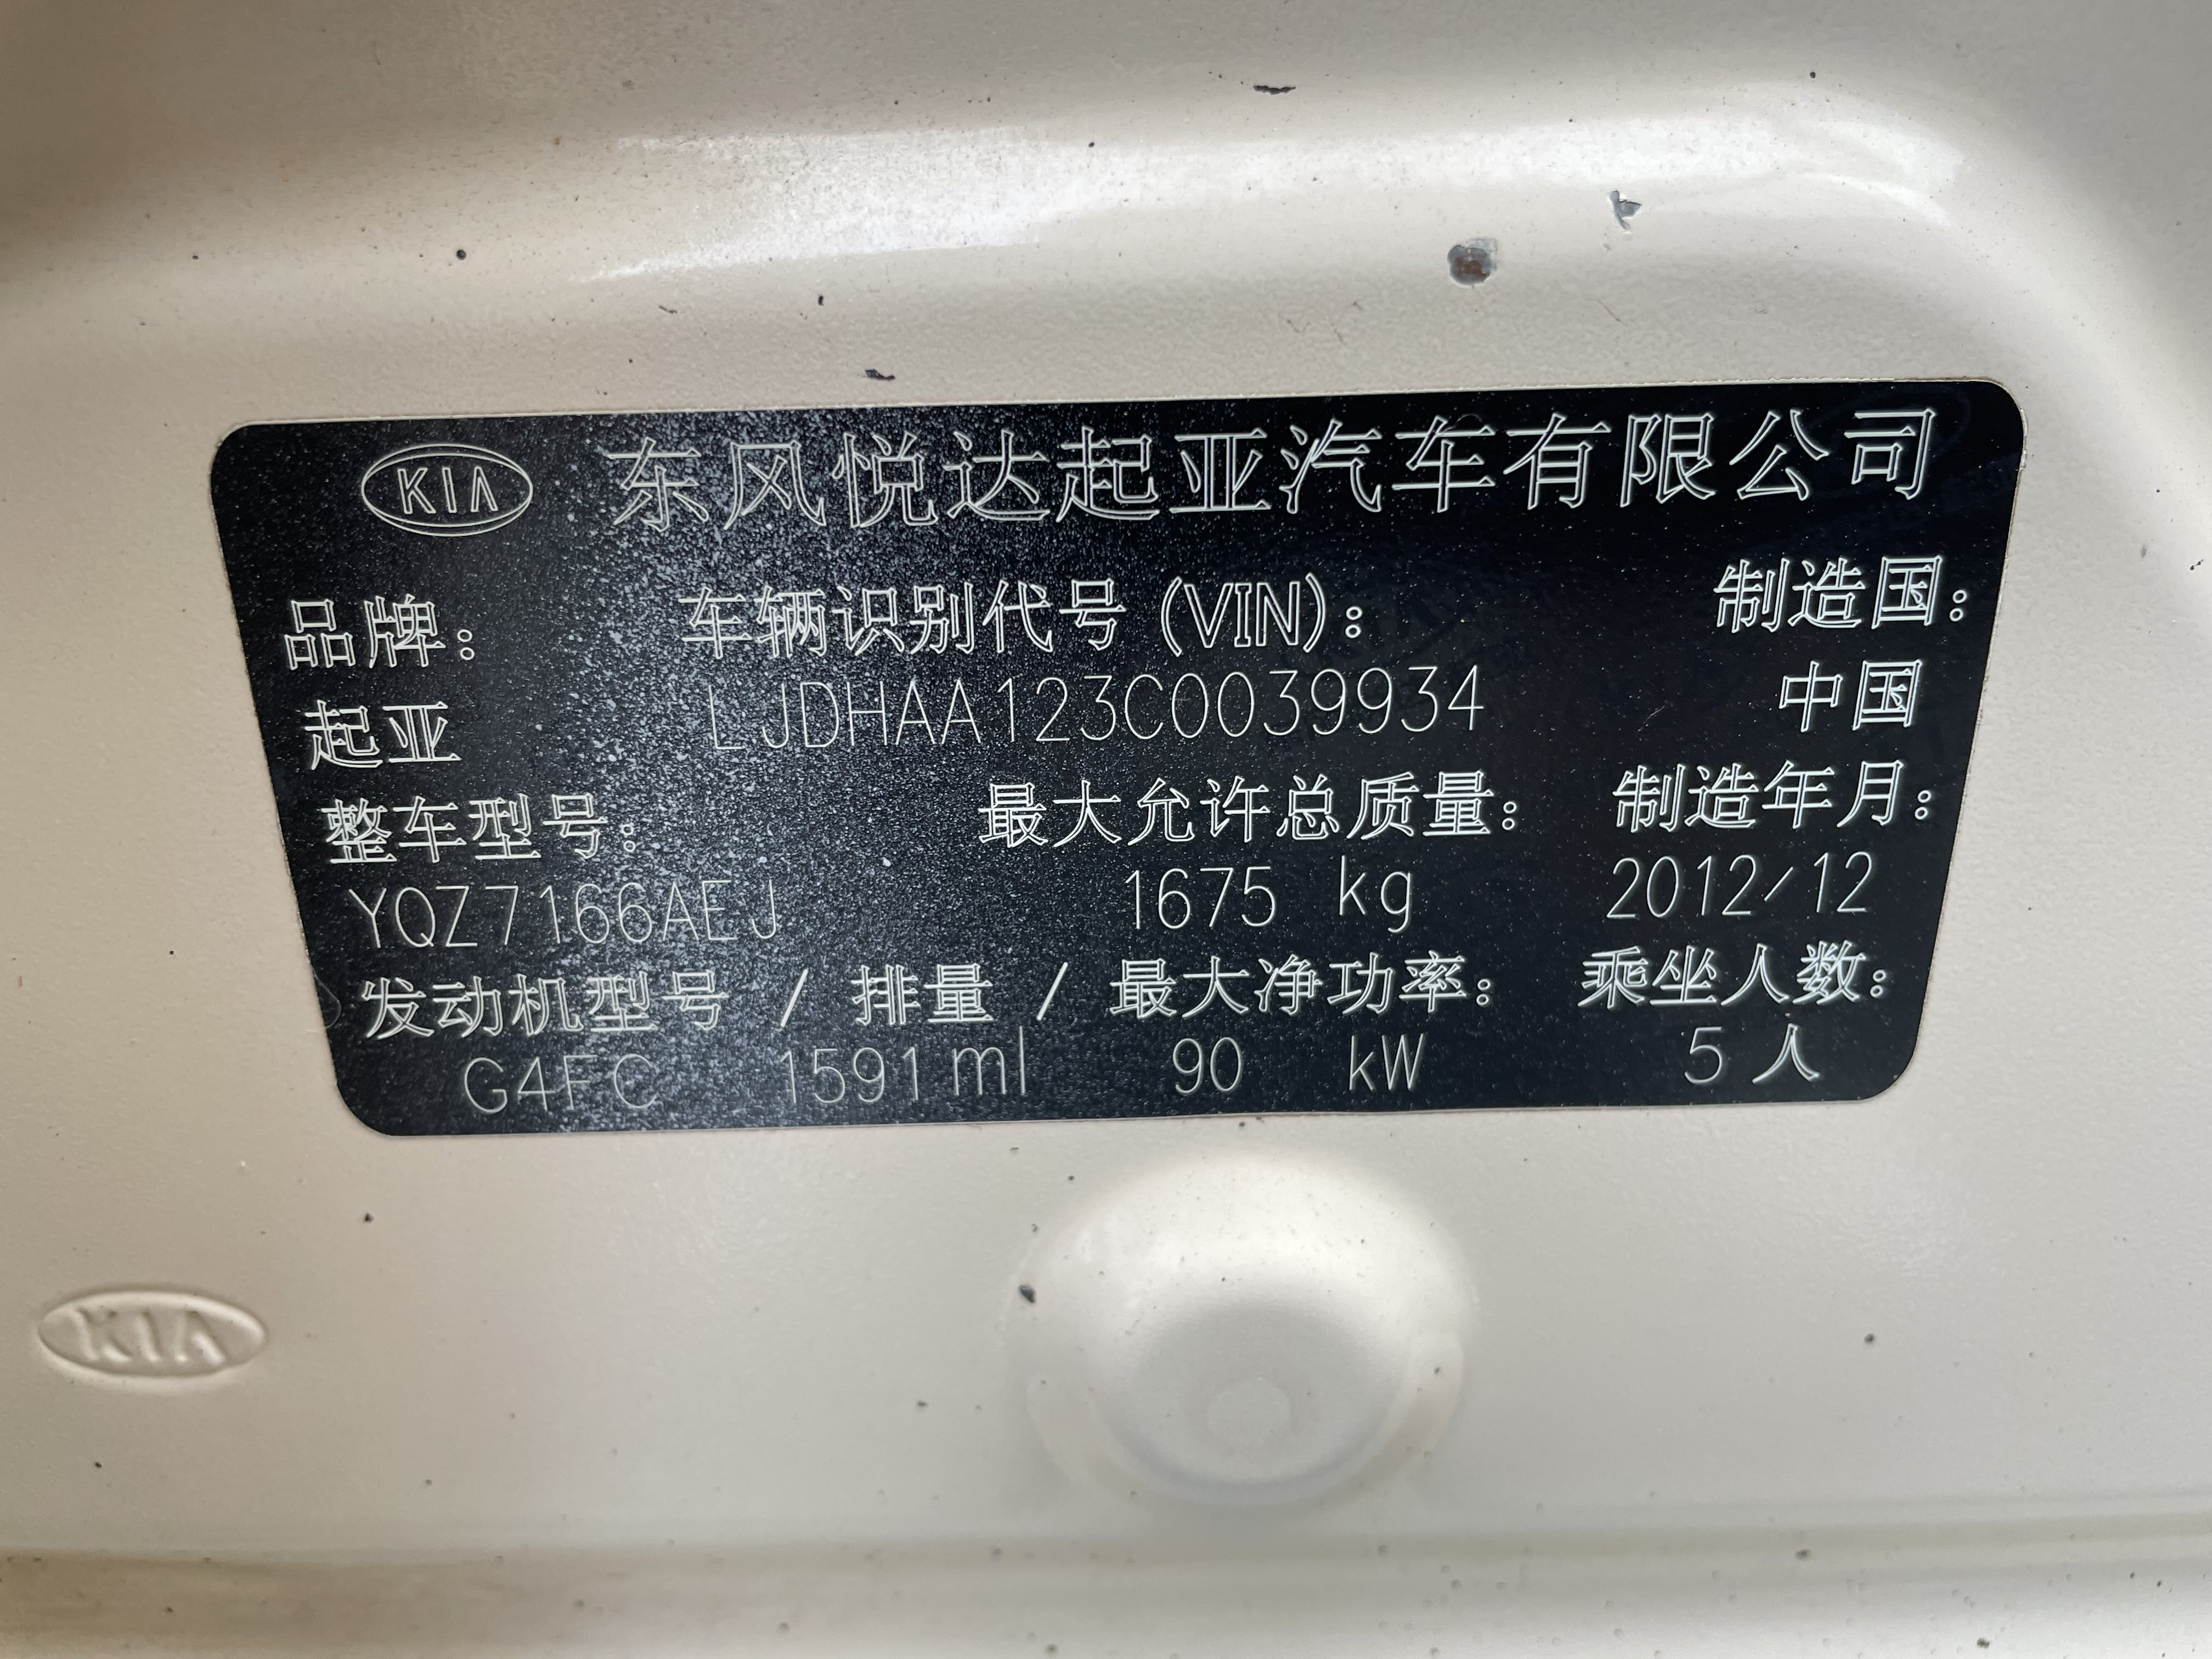 KIA 东风悦达起亚汽车有限公司
品牌： 车辆识别代号（VIN）： 制造国：
起亚 LJDHAA123C0039934 中国
整车型号： 最大允许总质量： 制造年月：
YQZ7166AEJ 1675 kg 2012/12
发动机型号 / 排量 / 最大净功率： 乘坐人数：
G4FC 1591 ml 90 kW 5 人
KIA